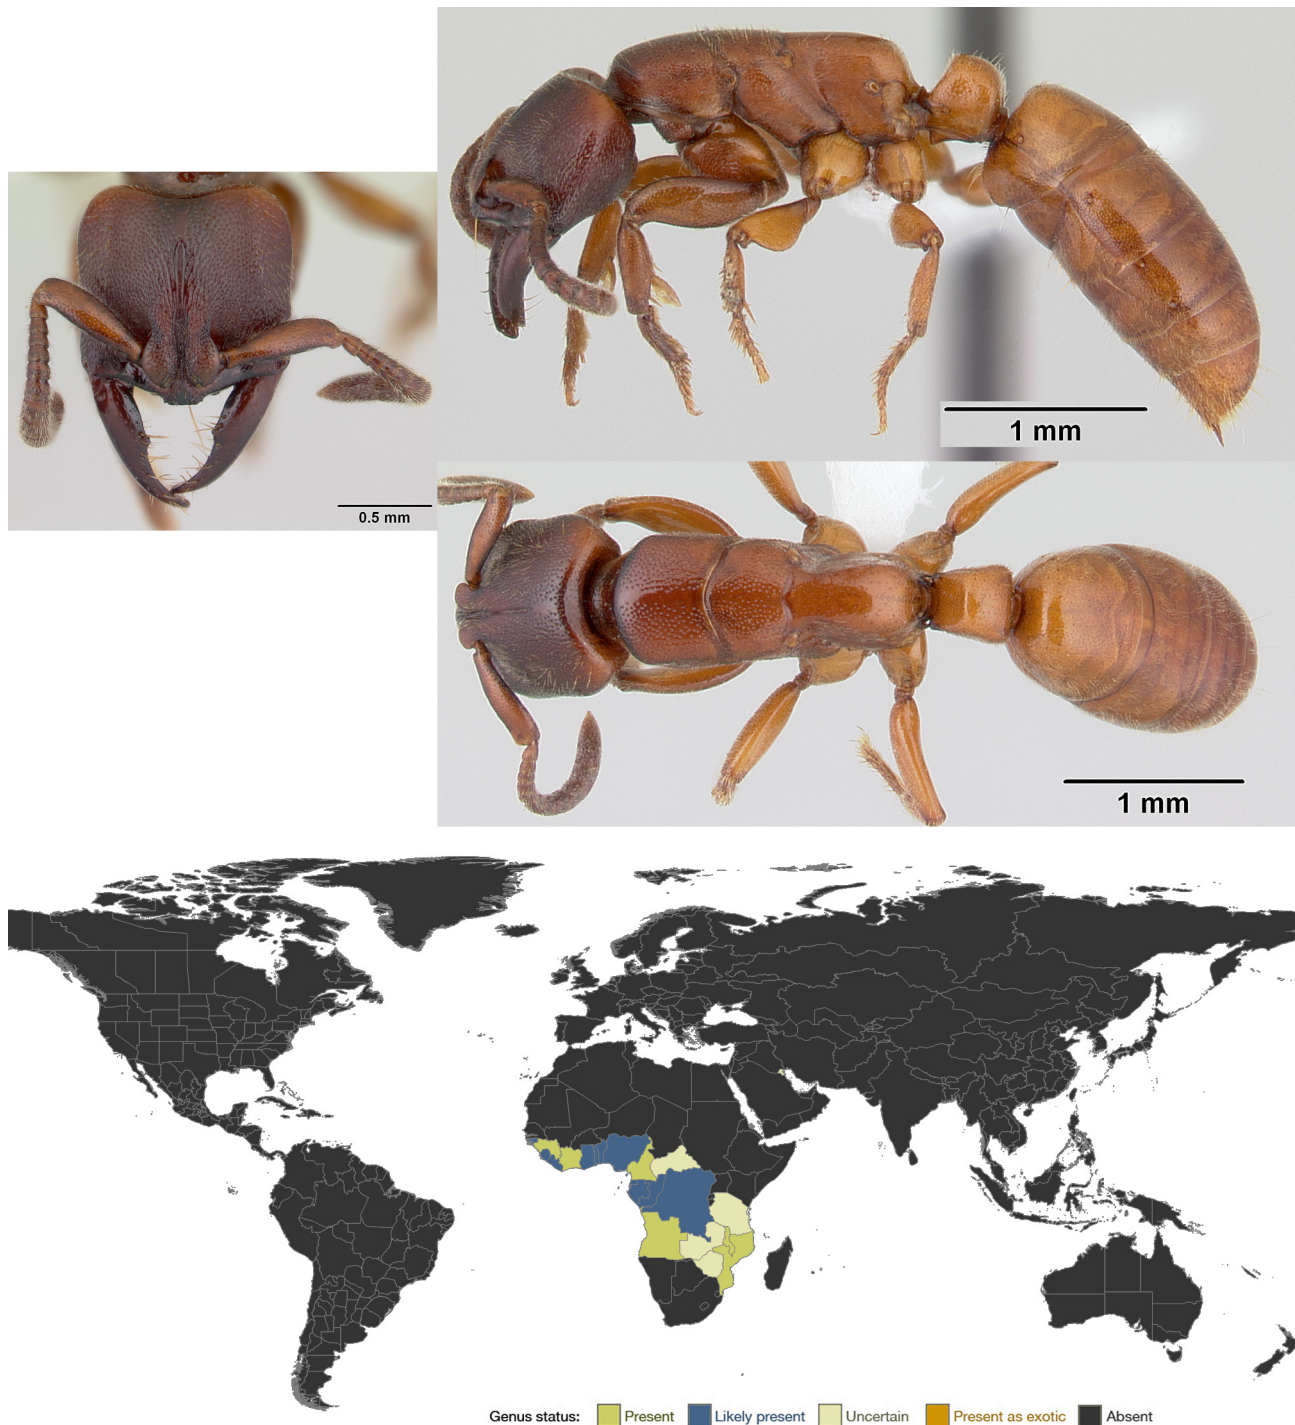 1 mm
0.5 mm
1 mm
Genus status: Present Likely present Uncertain Present as exotic Absent